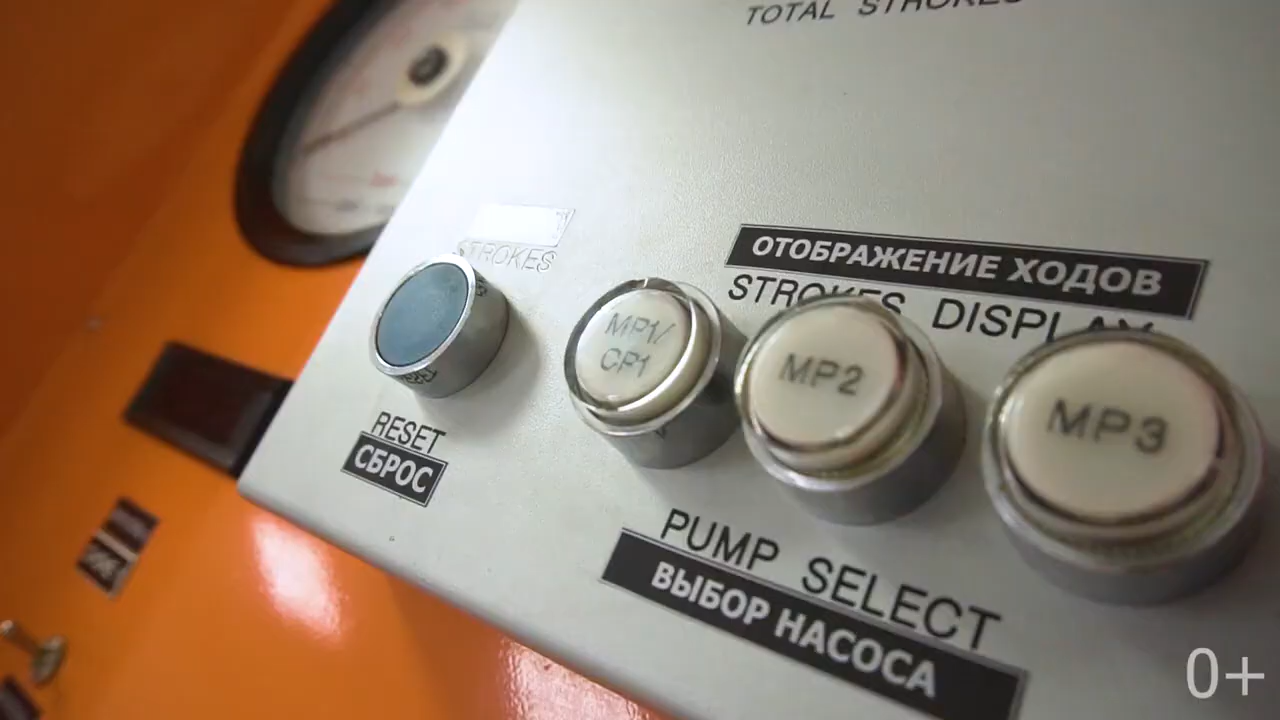 TOTAL STROKES
STROKES
ОТОБРАЖЕНИЕ ХОДОВ
STROKES DISPLAY
MP1/
CP1
MP2
MP3
RESET
СБРОС
PUMP SELECT
ВЫБОР НАСОСА
0+